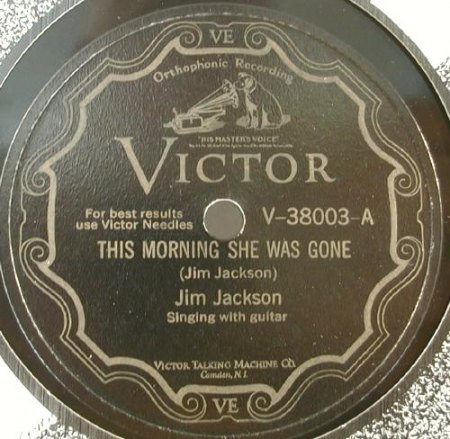 VE
Orthophonic Recording
"HIS MASTER'S VOICE"
VICTOR
For best results
use Victor Needles
V-38003-A
THIS MORNING SHE WAS GONE
(Jim Jackson)
Jim Jackson
Singing with guitar
VICTOR TALKING MACHINE CO.
Camden, N.J.
VE